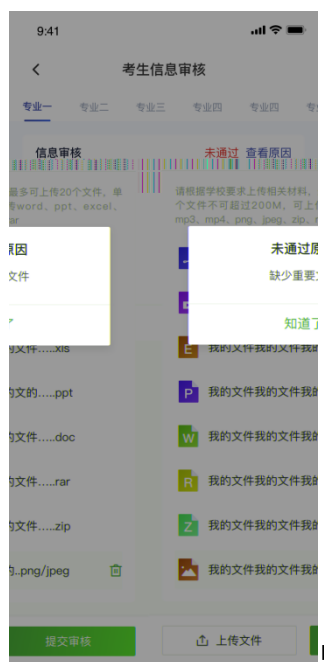 9:41
考生信息审核
专业一 专业二 专业三 专业四 专业四 专
信息审核 未通过 查看原因
最多可上传20个文件，单
传word、ppt、excel、
ar
请根据学校要求上传相关材料，
个文件不可超过200M，可上传
mp3、mp4、png、jpeg、zip、r
原因
文件
未通过原
缺少重要文
知道了
的文件…..xls
E 我的文件我的文件我的
的文的…..ppt
P 我的文件我的文件我的
的文件…..doc
W 我的文件我的文件我的
的文件…..rar
R 我的文件我的文件我的
的文件…..zip
Z 我的文件我的文件我的
的..png/jpeg
我的文件我的文件我的
提交审核
上传文件